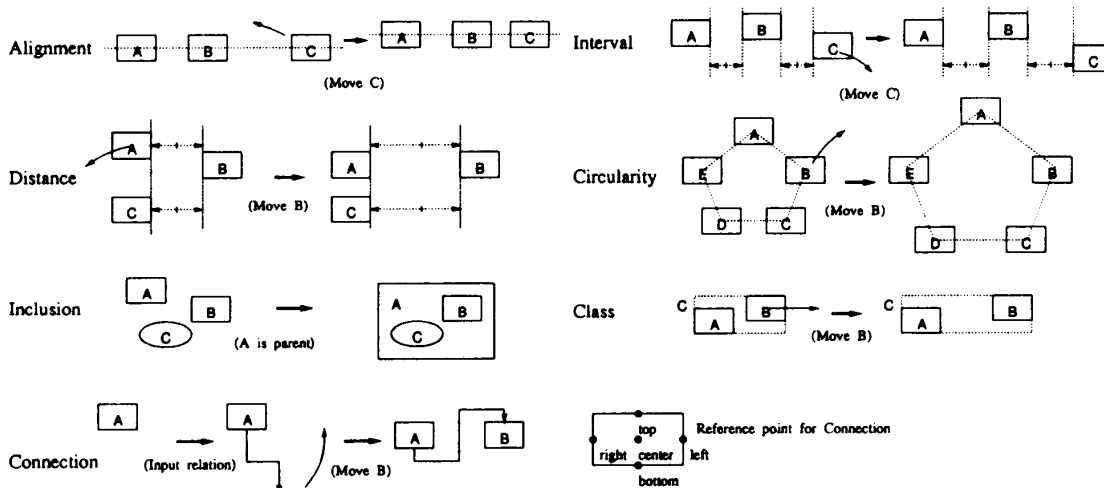 Alignment
A B C
(Move C)
A B C
Interval
A B C
(Move C)
A B C
Distance
A B C
(Move B)
A B C
Circularity
A B C D E
(Move B)
A B C D E
Inclusion
A B C
(A is parent)
A B C
Class
C A B
(Move B)
C A B
Connection
A
(Input relation)
A
(Move B)
A B
top
right center left
bottom
Reference point for Connection